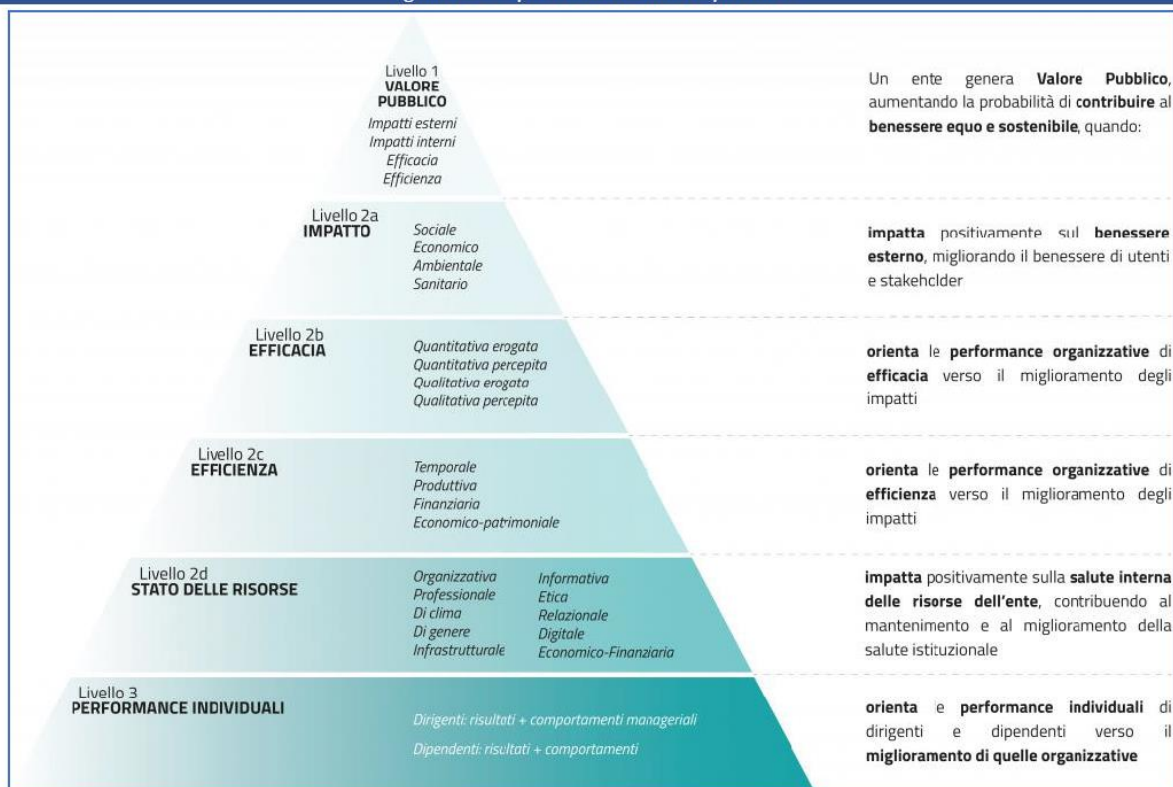 Livello 1
VALORE
PUBBLICO
Impatti esterni
Impatti interni
Efficacia
Efficienza
Un ente genera Valore Pubblico,
aumentando la probabilità di contribuire al
benessere equo e sostenibile, quando:
Livello 2a
IMPATTO
Sociale
Economico
Ambientale
Sanitario
impatta positivamente sul benessere
esterno, migliorando il benessere di utenti
e stakeholder
Livello 2b
EFFICACIA
Quantitativa erogata
Quantitativa percepita
Qualitativa erogata
Qualitativa percepita
orienta le performance organizzative di
efficacia verso il miglioramento degli
impatti
Livello 2c
EFFICIENZA
Temporale
Produttiva
Finanziaria
Economico-patrimoniale
orienta le performance organizzative di
efficienza verso il miglioramento degli
impatti
Livello 2d
STATO DELLE RISORSE
Organizzativa
Professionale
Di clima
Di genere
Infrastrutturale
Informativa
Etica
Relazionale
Digitale
Economico-Finanziaria
impatta positivamente sulla salute interna
delle risorse dell'ente, contribuendo al
mantenimento e al miglioramento della
salute istituzionale
Livello 3
PERFORMANCE INDIVIDUALI
Dirigenti: risultati + comportamenti manageriali
Dipendenti: risultati + comportamenti
orienta le performance individuali di
dirigenti e dipendenti verso il
miglioramento di quelle organizzative